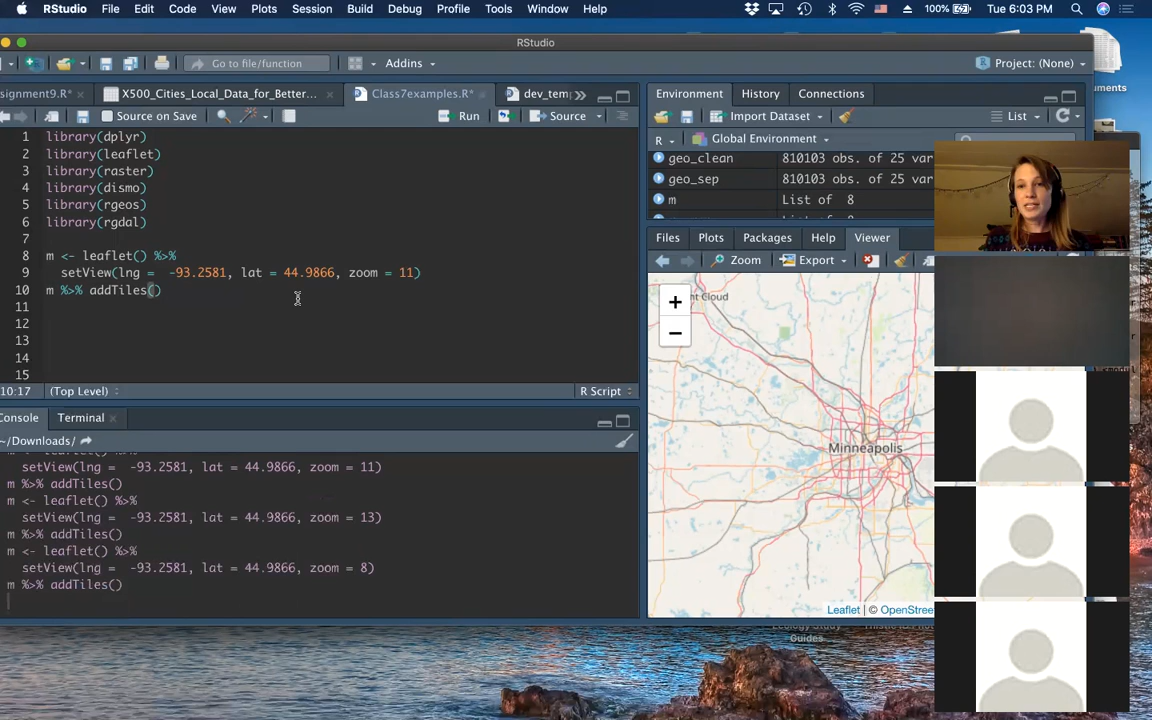 RStudio File Edit Code View Plots Session Build Debug Profile Tools Window Help 100% Tue 6:03 PM
RStudio
Go to file/function Addins Project: (None)
signment9.R* X500_Cities_Local_Data_for_Better... Class7examples.R* dev_tem
Source on Save Run Source
1 library(dplyr)
2 library(leaflet)
3 library(raster)
4 library(dismo)
5 library(rgeos)
6 library(rgdal)
7
8 m <- leaflet() %>%
9 setView(lng = -93.2581, lat = 44.9866, zoom = 11)
10 m %>% addTiles()
11
12
13
14
15
10:17 (Top Level) R Script
Console Terminal
~/Downloads/
m <- leaflet() %>%
setView(lng = -93.2581, lat = 44.9866, zoom = 11)
m %>% addTiles()
m <- leaflet() %>%
setView(lng = -93.2581, lat = 44.9866, zoom = 13)
m %>% addTiles()
m <- leaflet() %>%
setView(lng = -93.2581, lat = 44.9866, zoom = 8)
m %>% addTiles()
Environment History Connections
Import Dataset List
R Global Environment
geo_clean 810103 obs. of 25 var
geo_sep 810103 obs. of 25 var
m List of 8
Files Plots Packages Help Viewer
Zoom Export
+
−
nt Cloud
Minneapolis
Leaflet | © OpenStree
uments
Guides